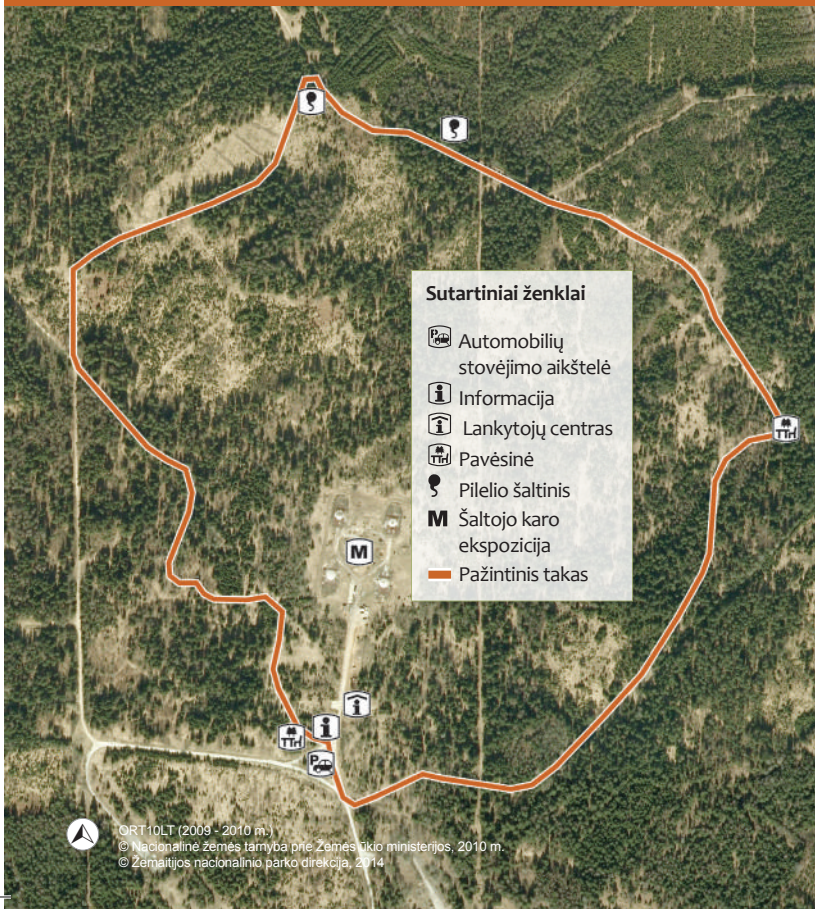 Sutartiniai ženklai
Automobilių
stovėjimo aikštelė
Informacija
Lankytojų centras
Pavėsinė
Pilelio šaltinis
M Šaltojo karo
ekspozicija
Pažintinis takas
M
P
ORT10LT (2009 - 2010 m.)
© Nacionalinė žemės tarnyba prie Žemės ūkio ministerijos, 2010 m.
© Žemaitijos nacionalinio parko direkcija, 2014